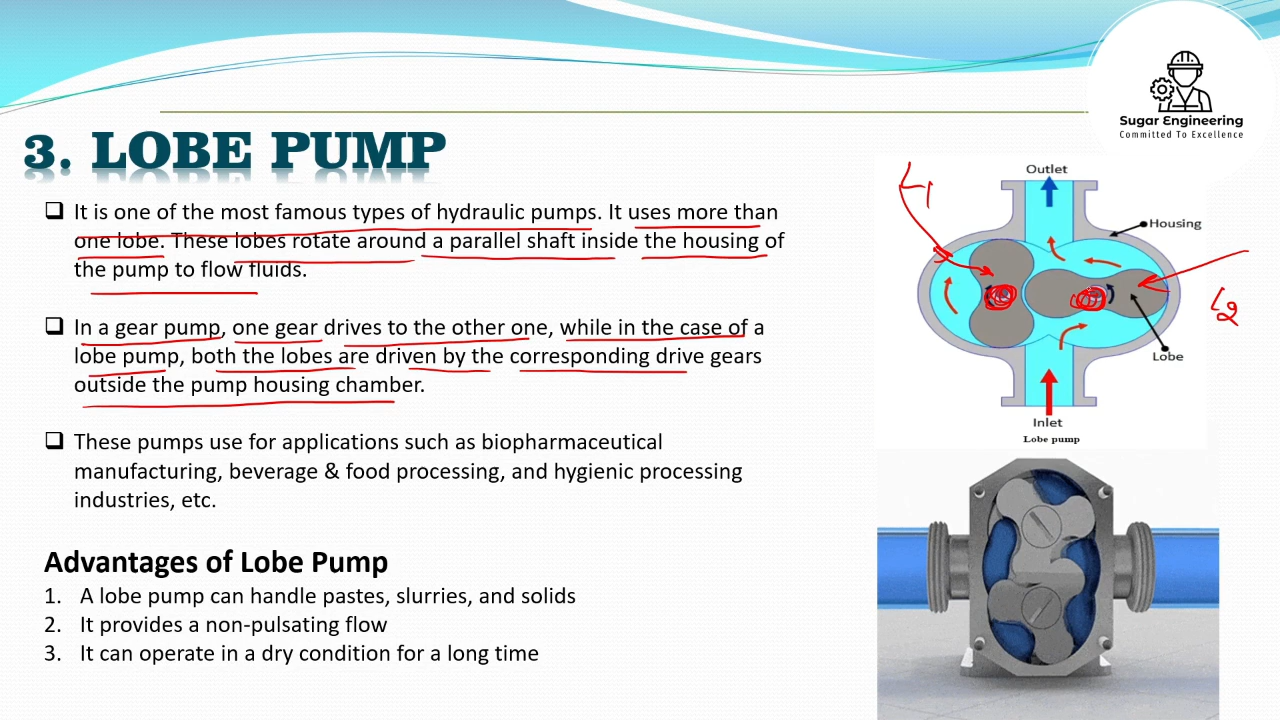 Sugar Engineering
Committed To Excellence
3. LOBE PUMP
❑ It is one of the most famous types of hydraulic pumps. It uses more than
one lobe. These lobes rotate around a parallel shaft inside the housing of
the pump to flow fluids.
❑ In a gear pump, one gear drives to the other one, while in the case of a
lobe pump, both the lobes are driven by the corresponding drive gears
outside the pump housing chamber.
❑ These pumps use for applications such as biopharmaceutical
manufacturing, beverage & food processing, and hygienic processing
industries, etc.
Advantages of Lobe Pump
1. A lobe pump can handle pastes, slurries, and solids
2. It provides a non-pulsating flow
3. It can operate in a dry condition for a long time
Outlet
L1
Housing
L2
Lobe
Inlet
Lobe pump